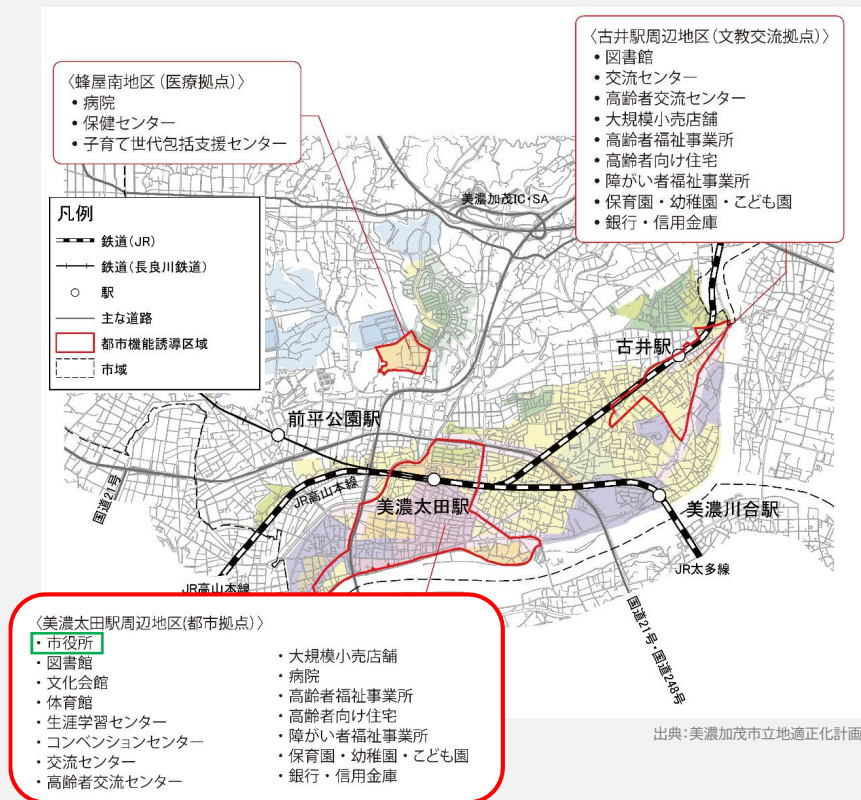 〈蜂屋南地区(医療拠点)〉
• 病院
• 保健センター
• 子育て世代包括支援センター
〈古井駅周辺地区(文教交流拠点)〉
• 図書館
• 交流センター
• 高齢者交流センター
• 大規模小売店舗
• 高齢者福祉事業所
• 高齢者向け住宅
• 障がい者福祉事業所
• 保育園・幼稚園・こども園
• 銀行・信用金庫
凡例
鉄道(JR)
鉄道(長良川鉄道)
駅
主な道路
都市機能誘導区域
市域
美濃加茂IC・SA
古井駅
前平公園駅
国道21号
JR高山本線
美濃太田駅
美濃川合駅
JR高山本線
JR太多線
国道21号・国道248号
〈美濃太田駅周辺地区(都市拠点)〉
・市役所
・図書館
・文化会館
・体育館
・生涯学習センター
・コンベンションセンター
・交流センター
・高齢者交流センター
・大規模小売店舗
・病院
・高齢者福祉事業所
・高齢者向け住宅
・障がい者福祉事業所
・保育園・幼稚園・こども園
・銀行・信用金庫
出典:美濃加茂市立地適正化計画